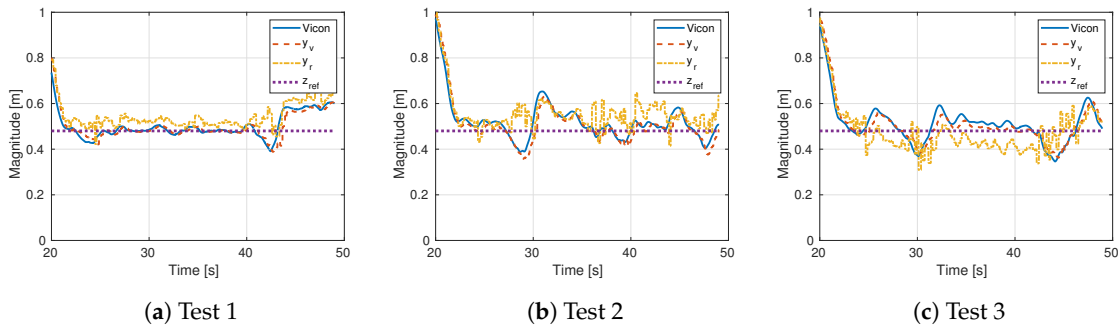 1
0.8
0.6
0.4
0.2
0
Magnitude [m]
20 30 40 50
Time [s]
Vicon
y_v
y_r
z_ref
(a) Test 1
1
0.8
0.6
0.4
0.2
0
Magnitude [m]
20 30 40 50
Time [s]
Vicon
y_v
y_r
z_ref
(b) Test 2
1
0.8
0.6
0.4
0.2
0
Magnitude [m]
20 30 40 50
Time [s]
Vicon
y_v
y_r
z_ref
(c) Test 3